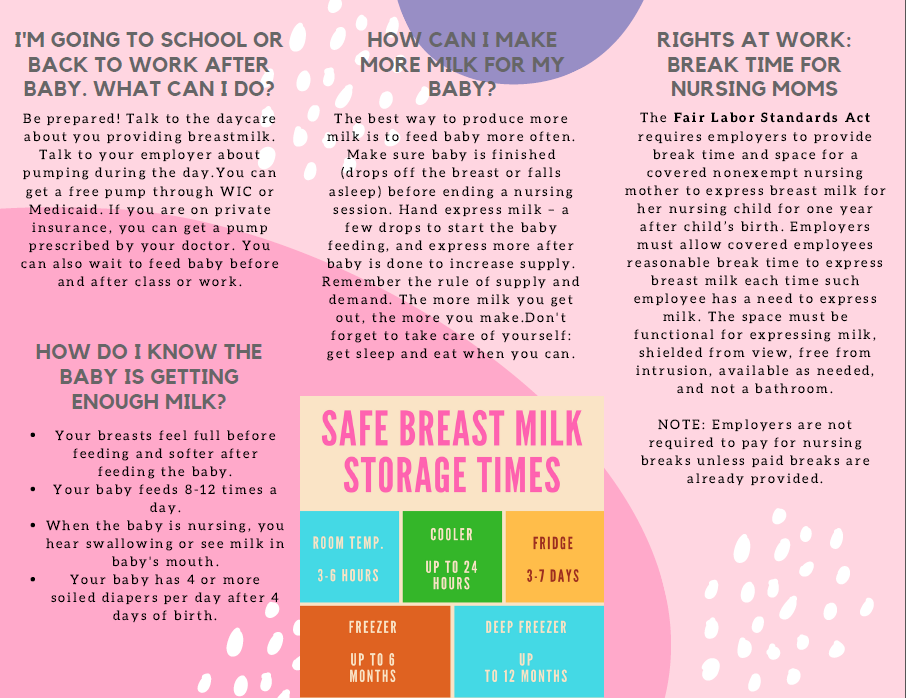 I'M GOING TO SCHOOL OR
BACK TO WORK AFTER
BABY. WHAT CAN I DO?
Be prepared! Talk to the daycare
about you providing breastmilk.
Talk to your employer about
pumping during the day.You can
get a free pump through WIC or
Medicaid. If you are on private
insurance, you can get a pump
prescribed by your doctor. You
can also wait to feed baby before
and after class or work.
HOW DO I KNOW THE
BABY IS GETTING
ENOUGH MILK?
• Your breasts feel full before
feeding and softer after
feeding the baby.
• Your baby feeds 8-12 times a
day.
• When the baby is nursing, you
hear swallowing or see milk in
baby's mouth.
• Your baby has 4 or more
soiled diapers per day after 4
days of birth.
HOW CAN I MAKE
MORE MILK FOR MY
BABY?
The best way to produce more
milk is to feed baby more often.
Make sure baby is finished
(drops off the breast or falls
asleep) before ending a nursing
session. Hand express milk – a
few drops to start the baby
feeding, and express more after
baby is done to increase supply.
Remember the rule of supply and
demand. The more milk you get
out, the more you make.Don't
forget to take care of yourself:
get sleep and eat when you can.
SAFE BREAST MILK
STORAGE TIMES
ROOM TEMP.
3-6 HOURS
COOLER
UP TO 24
HOURS
FRIDGE
3-7 DAYS
FREEZER
UP TO 6
MONTHS
DEEP FREEZER
UP
TO 12 MONTHS
RIGHTS AT WORK:
BREAK TIME FOR
NURSING MOMS
The Fair Labor Standards Act
requires employers to provide
break time and space for a
covered nonexempt nursing
mother to express breast milk for
her nursing child for one year
after child's birth. Employers
must allow covered employees
reasonable break time to express
breast milk each time such
employee has a need to express
milk. The space must be
functional for expressing milk,
shielded from view, free from
intrusion, available as needed,
and not a bathroom.
NOTE: Employers are not
required to pay for nursing
breaks unless paid breaks are
already provided.